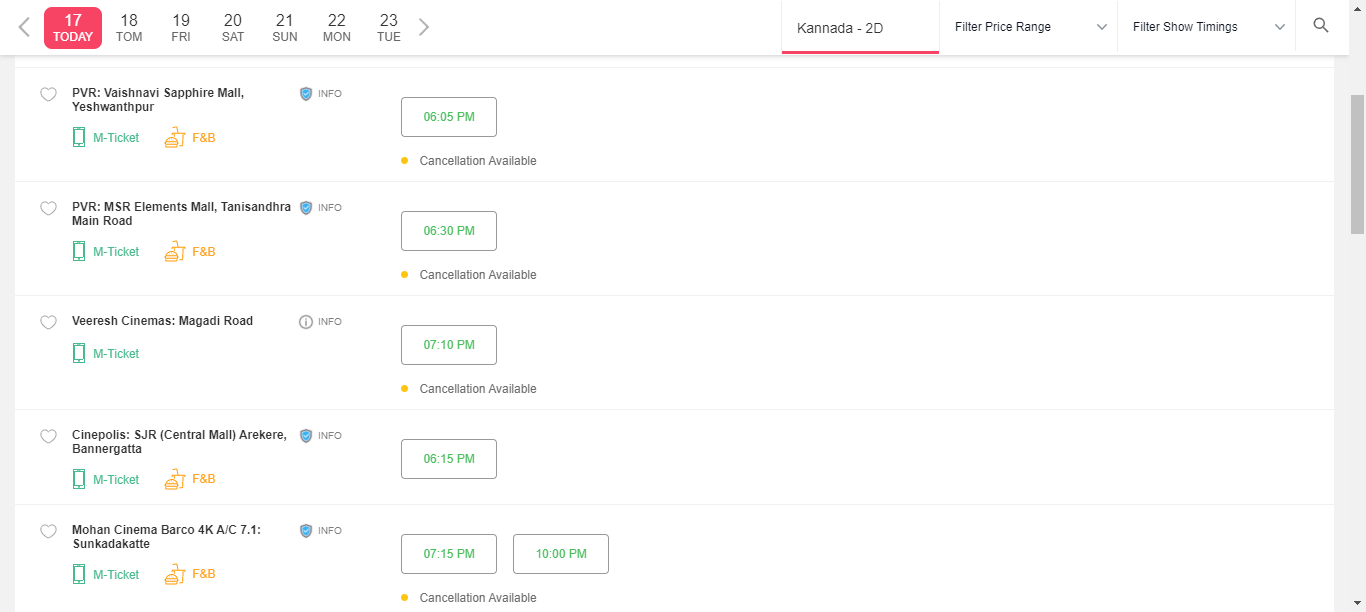 17 18 19 20 21 22 23
TODAY TOM FRI SAT SUN MON TUE
Kannada - 2D
Filter Price Range
Filter Show Timings
PVR: Vaishnavi Sapphire Mall,
Yeshwanthpur
INFO
M-Ticket F&B
06:05 PM
Cancellation Available
PVR: MSR Elements Mall, Tanisandhra
Main Road
INFO
M-Ticket F&B
06:30 PM
Cancellation Available
Veeresh Cinemas: Magadi Road
INFO
M-Ticket
07:10 PM
Cancellation Available
Cinepolis: SJR (Central Mall) Arekere,
Bannergatta
INFO
M-Ticket F&B
06:15 PM
Mohan Cinema Barco 4K A/C 7.1:
Sunkadakatte
INFO
M-Ticket F&B
07:15 PM 10:00 PM
Cancellation Available